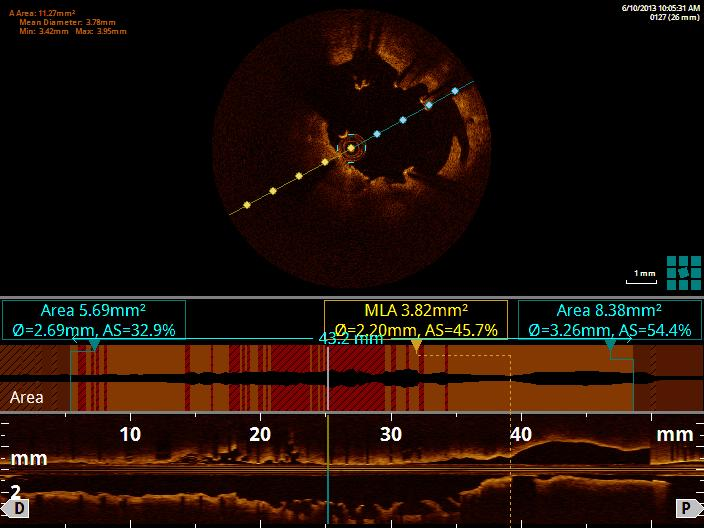 A Area: 11.27mm²
Mean Diameter: 3.78mm
Min: 3.42mm Max: 3.95mm
6/10/2013 10:05:31 AM
0127 (26 mm)
1 mm
Area 5.69mm²
Ø=2.69mm, AS=32.9%
MLA 3.82mm²
Ø=2.20mm, AS=45.7%
Area 8.38mm²
Ø=3.26mm, AS=54.4%
43.2 mm
Area
10 20 30 40 mm
mm
2
D P